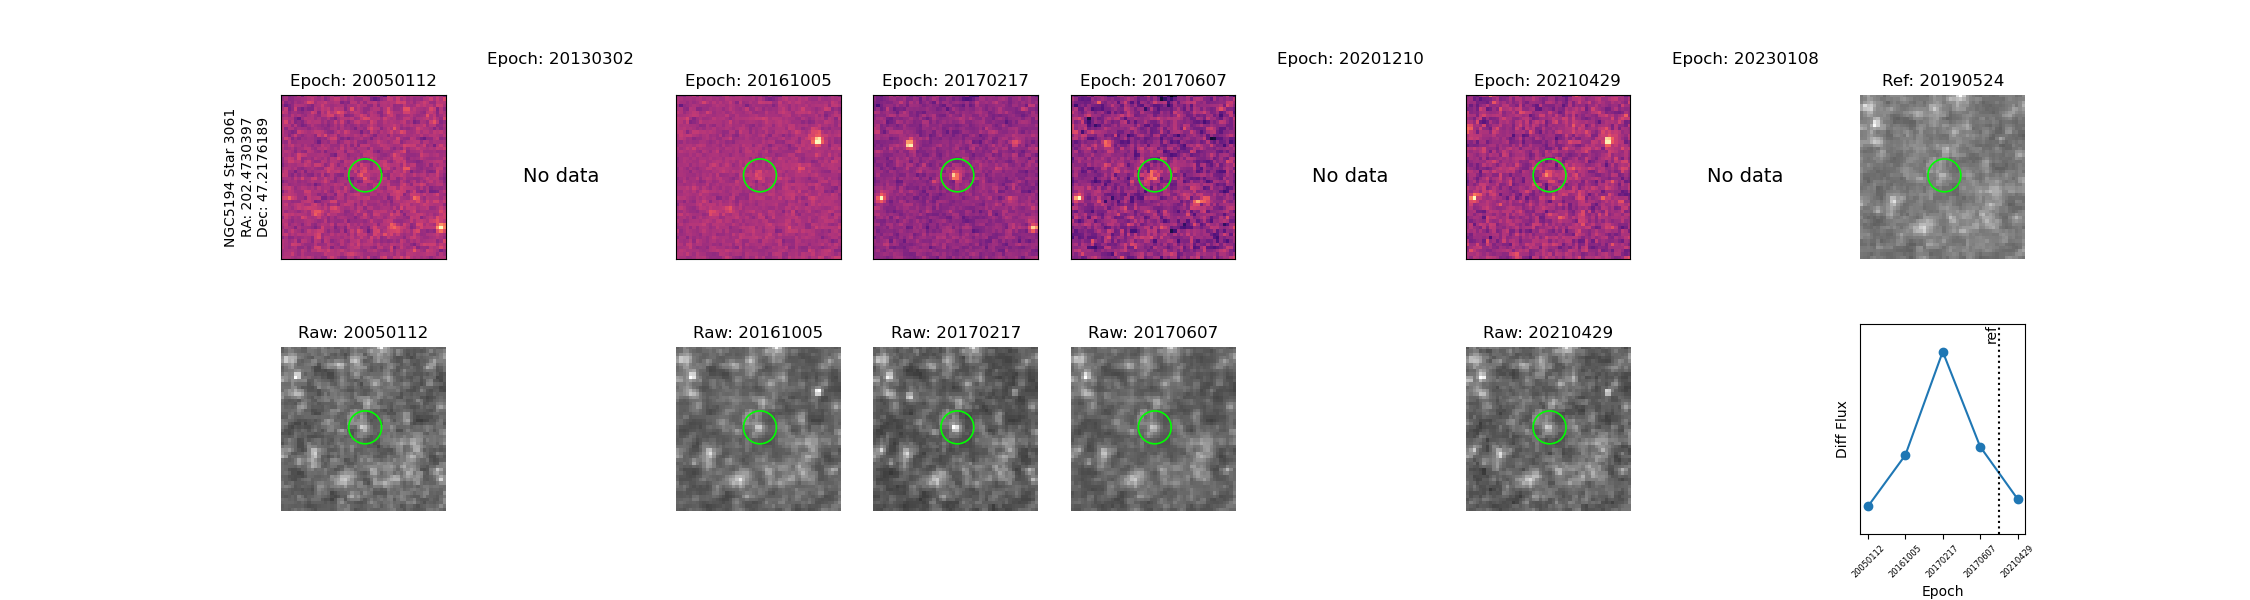 Epoch: 20130302
Epoch: 20201210
Epoch: 20230108
Epoch: 20050112
Epoch: 20161005
Epoch: 20170217
Epoch: 20170607
Epoch: 20210429
Ref: 20190524
NGC5194 Star 3061
RA: 202.4730397
Dec: 47.2176189
No data
No data
No data
Raw: 20050112
Raw: 20161005
Raw: 20170217
Raw: 20170607
Raw: 20210429
ref
Diff Flux
20050112
20161005
20170217
20170607
20210429
Epoch